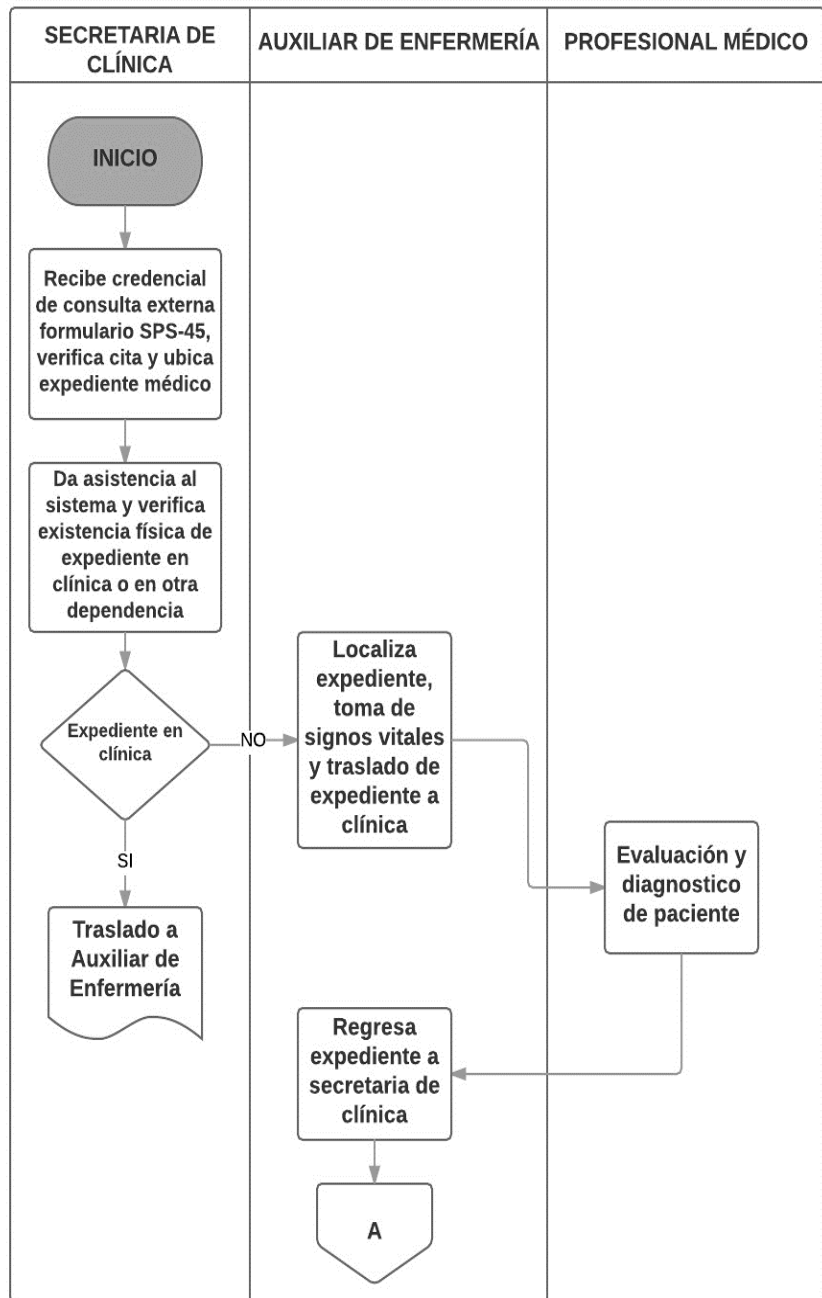 SECRETARIA DE
CLÍNICA
AUXILIAR DE ENFERMERÍA
PROFESIONAL MÉDICO
INICIO
Recibe credencial
de consulta externa
formulario SPS-45,
verifica cita y ubica
expediente médico
Da asistencia al
sistema y verifica
existencia física de
expediente en
clínica o en otra
dependencia
Expediente en
clínica
NO
SI
Traslado a
Auxiliar de
Enfermería
Localiza
expediente,
toma de
signos vitales
y traslado de
expediente a
clínica
Evaluación y
diagnostico
de paciente
Regresa
expediente a
secretaria de
clínica
A